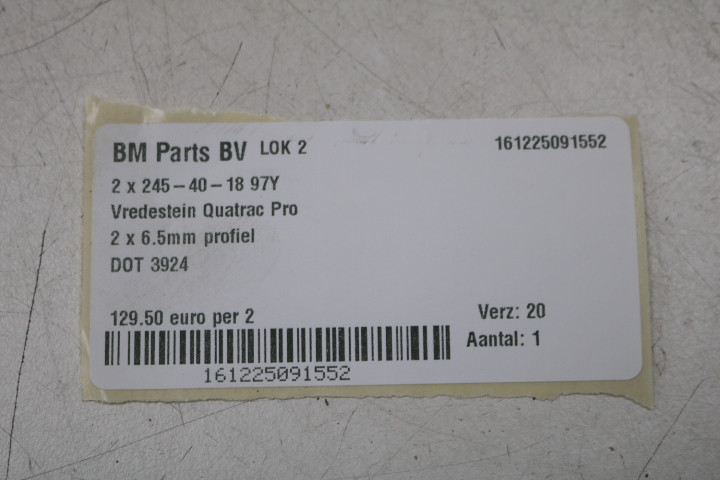 BM Parts BV LOK 2 161225091552
2 x 245-40-18 97Y
Vredestein Quatrac Pro
2 x 6.5mm profiel
DOT 3924
129.50 euro per 2 Verz: 20
Aantal: 1
161225091552